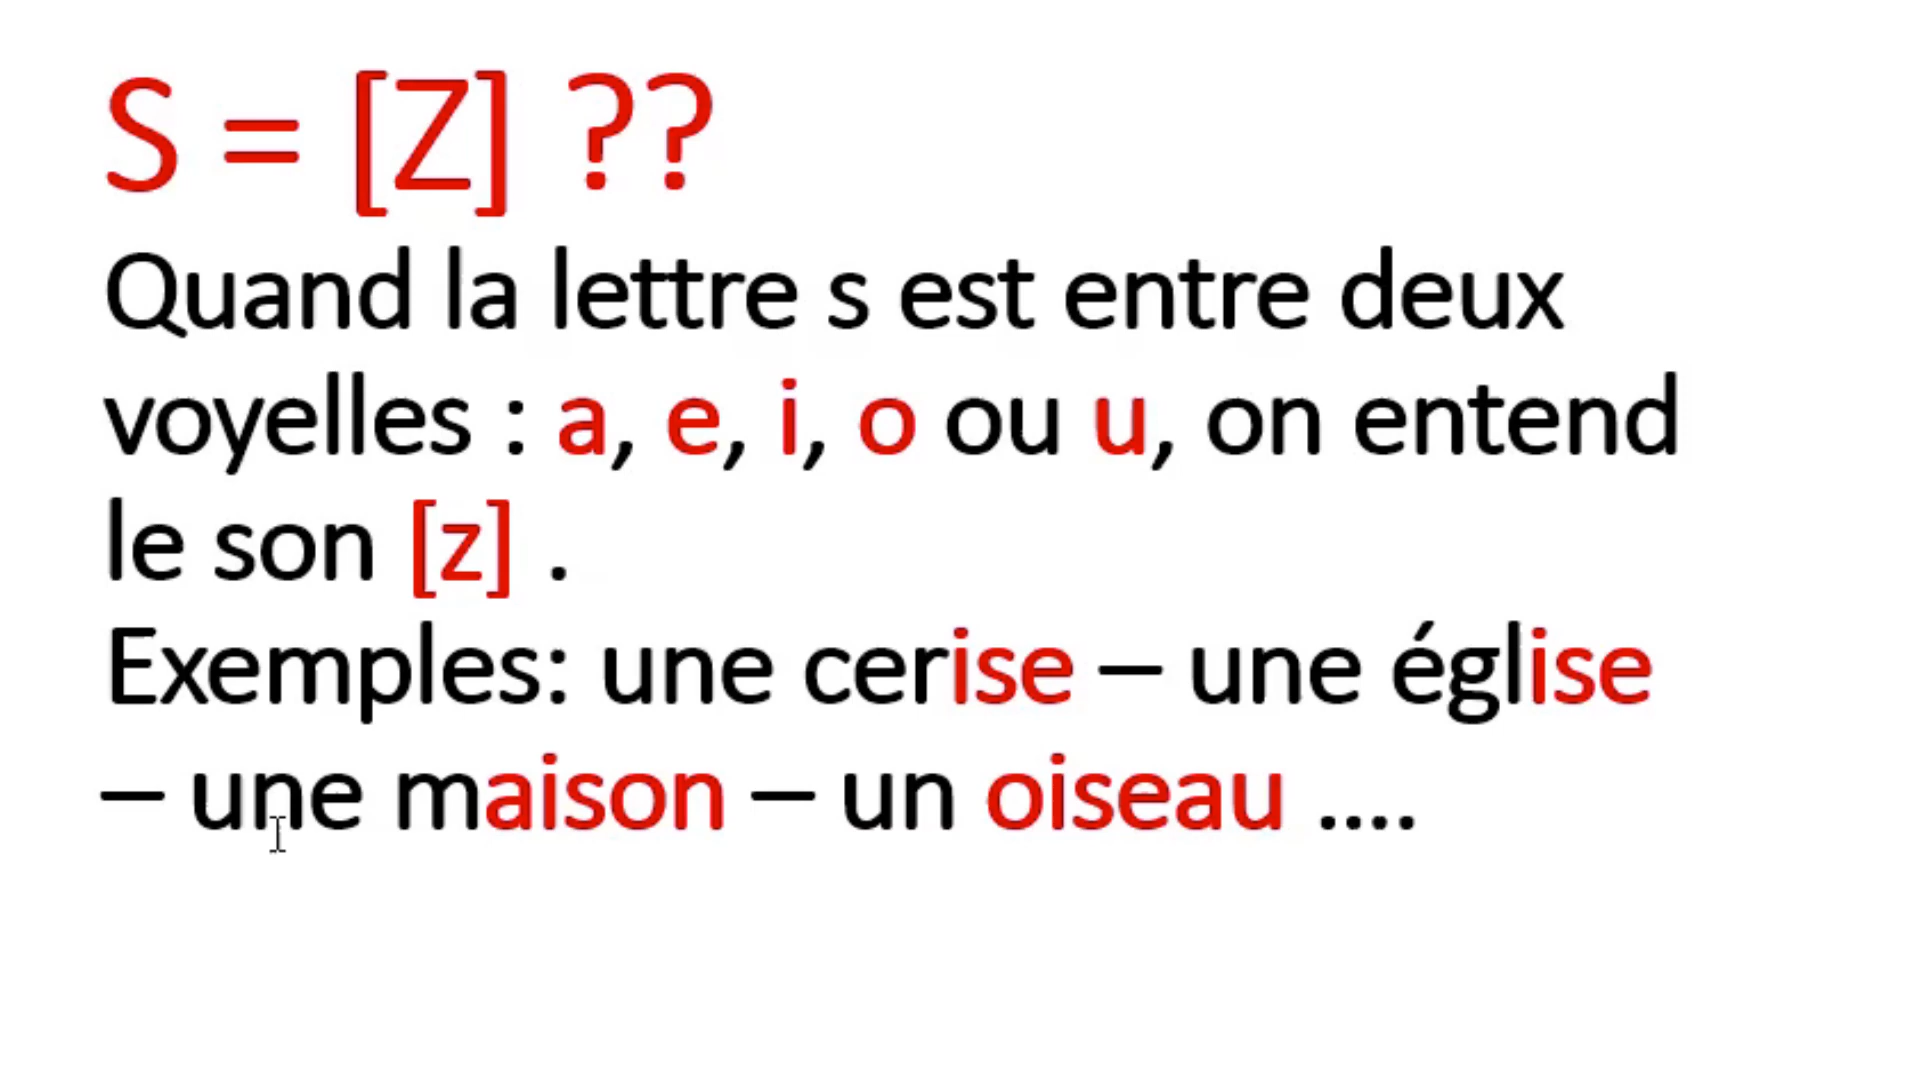 S = [Z] ??
Quand la lettre s est entre deux
voyelles : a, e, i, o ou u, on entend
le son [z] .
Exemples: une cerise – une église
– une maison – un oiseau ....